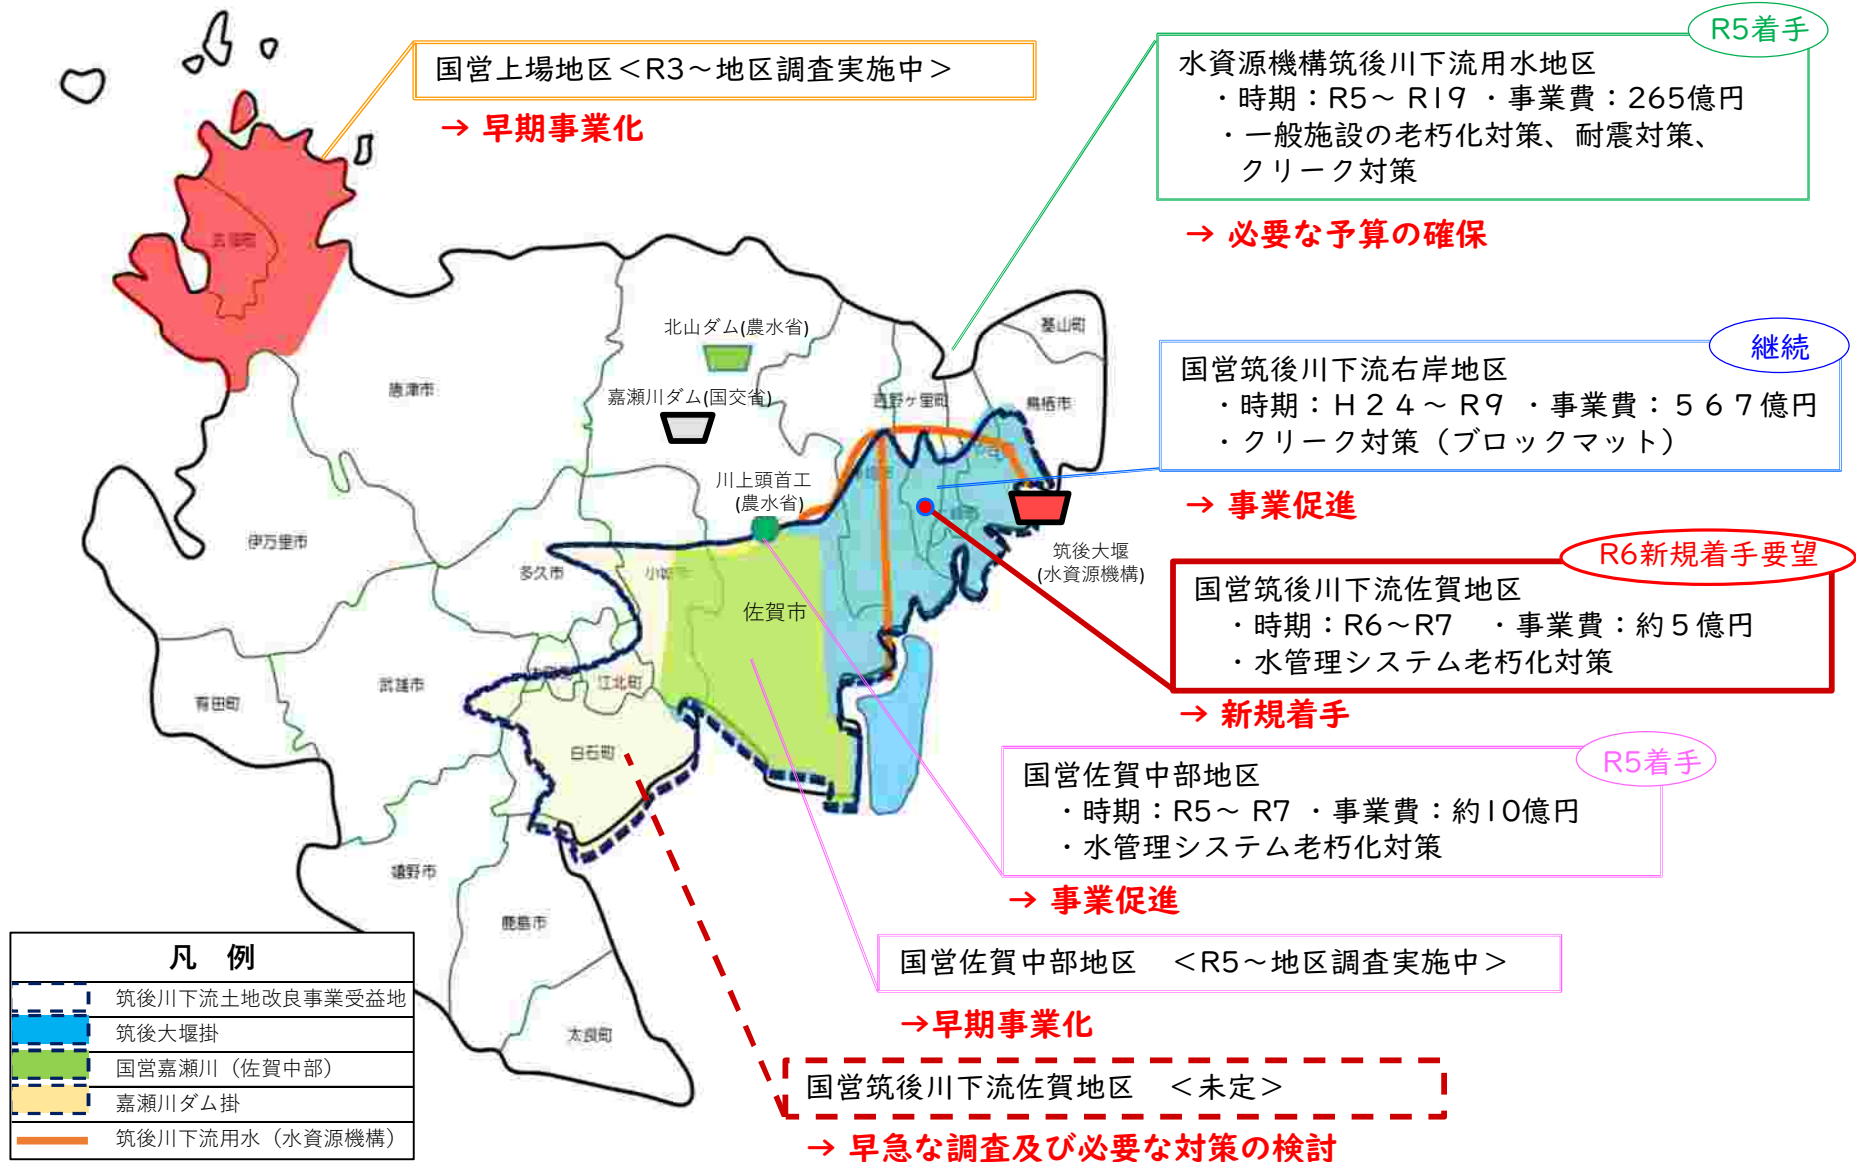 国営上場地区＜R3～地区調査実施中＞
→ 早期事業化
R5着手
水資源機構筑後川下流用水地区
・時期：R5～ R19 ・事業費：265億円
・一般施設の老朽化対策、耐震対策、
クリーク対策
→ 必要な予算の確保
継続
国営筑後川下流右岸地区
・時期：H２４～ R９ ・事業費：５６７億円
・クリーク対策（ブロックマット）
→ 事業促進
R6新規着手要望
国営筑後川下流佐賀地区
・時期：R6～R7 ・事業費：約５億円
・水管理システム老朽化対策
→ 新規着手
R5着手
国営佐賀中部地区
・時期：R5～ R7 ・事業費：約10億円
・水管理システム老朽化対策
→ 事業促進
国営佐賀中部地区 ＜R5～地区調査実施中＞
→早期事業化
国営筑後川下流佐賀地区 ＜未定＞
→ 早急な調査及び必要な対策の検討
北山ダム(農水省)
嘉瀬川ダム(国交省)
川上頭首工
(農水省)
筑後大堰
(水資源機構)
玄海町
唐津市
基山町
鳥栖市
吉野ヶ里町
伊万里市
多久市
小城市
佐賀市
江北町
武雄市
有田町
白石町
嬉野市
鹿島市
太良町
凡 例
筑後川下流土地改良事業受益地
筑後大堰掛
国営嘉瀬川（佐賀中部）
嘉瀬川ダム掛
筑後川下流用水（水資源機構）